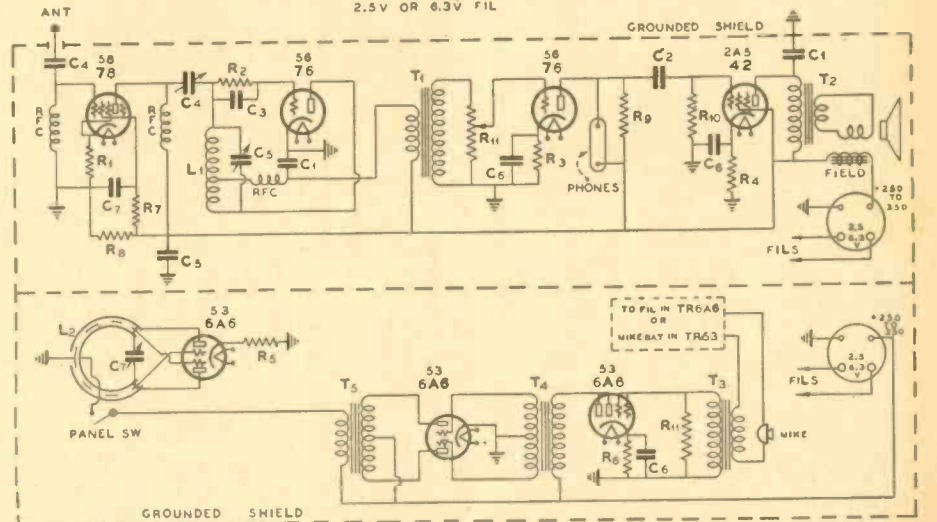 2.5V OR 6.3V FIL
ANT
GROUNDED SHIELD
C4
58
78
C4
R2
C3
56
76
T1
56
76
C2
2A5
42
C1
T2
RFC
R1
RFC
C5
C1
L1
RFC
R11
C6
R3
PHONES
R9
R10
C6
R4
FIELD
C7
R7
R8
C5
+250
TO
350
2.5
6.3
V
FILS
53
6A6
L2
C7
R5
PANEL SW
T5
53
6A6
T4
53
6A6
R6
C6
R11
T3
TO FIL IN TR6A6
OR
MIKE BAT IN TR53
MIKE
+250
TO
350
2.5
6.3
V
FILS
GROUNDED SHIELD